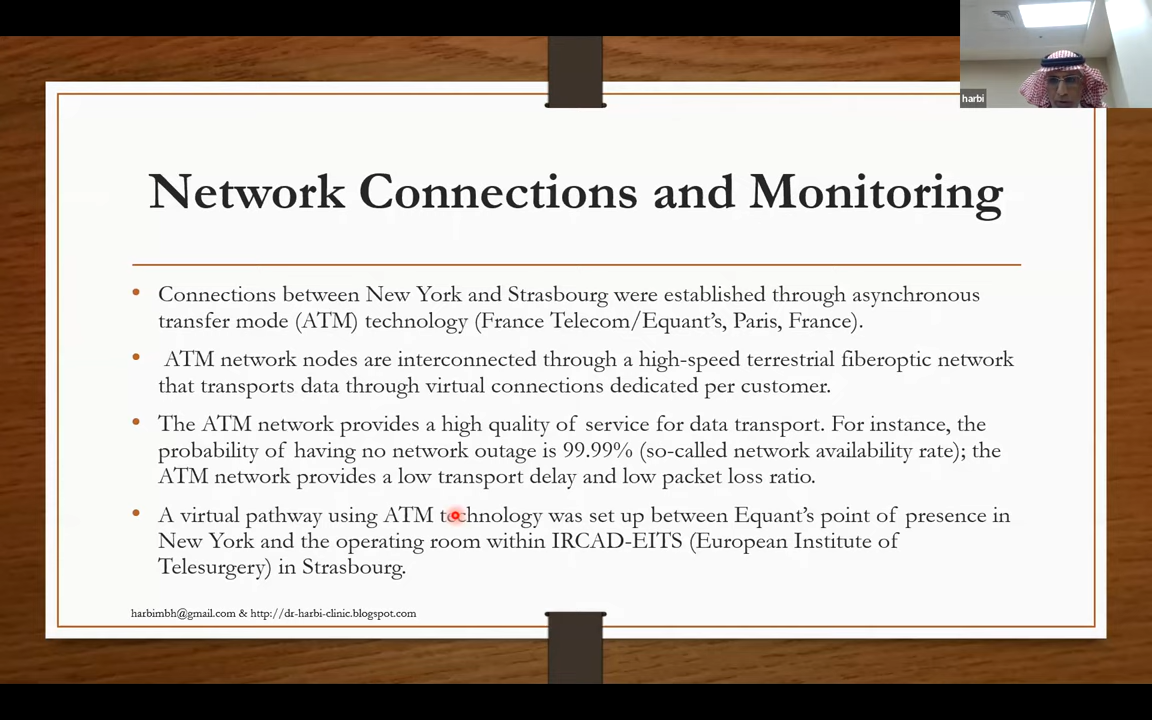 harbi
Network Connections and Monitoring
• Connections between New York and Strasbourg were established through asynchronous
transfer mode (ATM) technology (France Telecom/Equant’s, Paris, France).
• ATM network nodes are interconnected through a high-speed terrestrial fiberoptic network
that transports data through virtual connections dedicated per customer.
• The ATM network provides a high quality of service for data transport. For instance, the
probability of having no network outage is 99.99% (so-called network availability rate); the
ATM network provides a low transport delay and low packet loss ratio.
• A virtual pathway using ATM technology was set up between Equant’s point of presence in
New York and the operating room within IRCAD-EITS (European Institute of
Telesurgery) in Strasbourg.
harbimbh@gmail.com & http://dr-harbi-clinic.blogspot.com